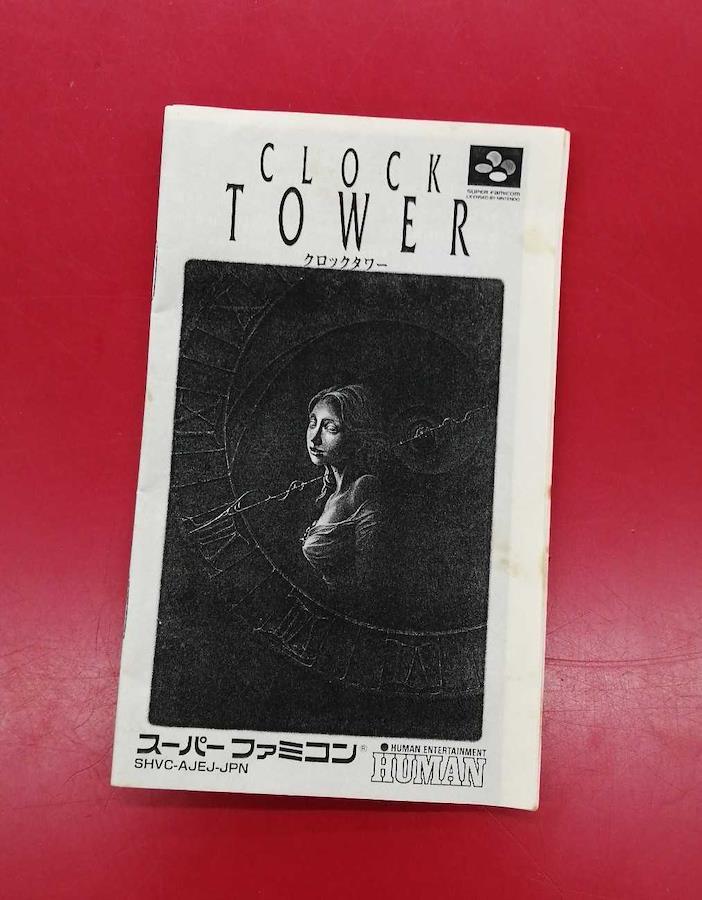 CLOCK
TOWER
クロックタワー
SUPER FAMICOM
LICENSED BY NINTENDO
スーパーファミコン®
SHVC-AJEJ-JPN
HUMAN ENTERTAINMENT
HUMAN